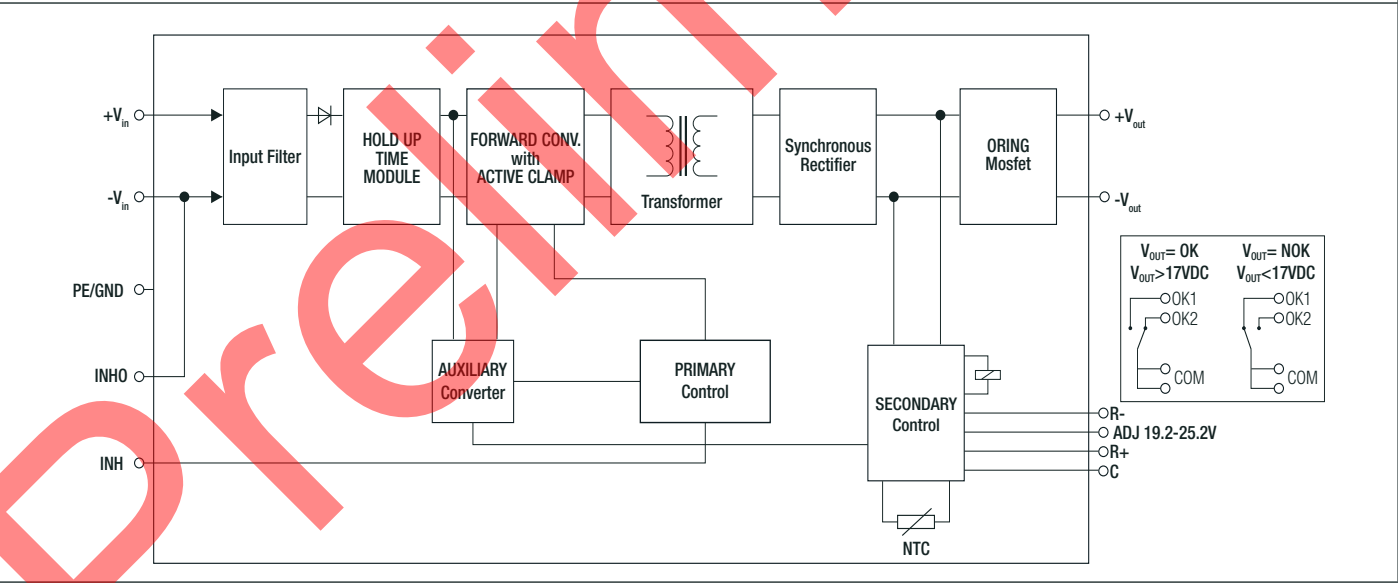 +Vin
-Vin
PE/GND
INHO
INH
Input Filter
HOLD UP
TIME
MODULE
FORWARD CONV.
with
ACTIVE CLAMP
Transformer
Synchronous
Rectifier
ORING
Mosfet
+Vout
-Vout
VOUT= OK
VOUT>17VDC
OK1
OK2
COM
VOUT= NOK
VOUT<17VDC
OK1
OK2
COM
AUXILIARY
Converter
PRIMARY
Control
SECONDARY
Control
R-
ADJ 19.2-25.2V
R+
C
NTC
Prelim